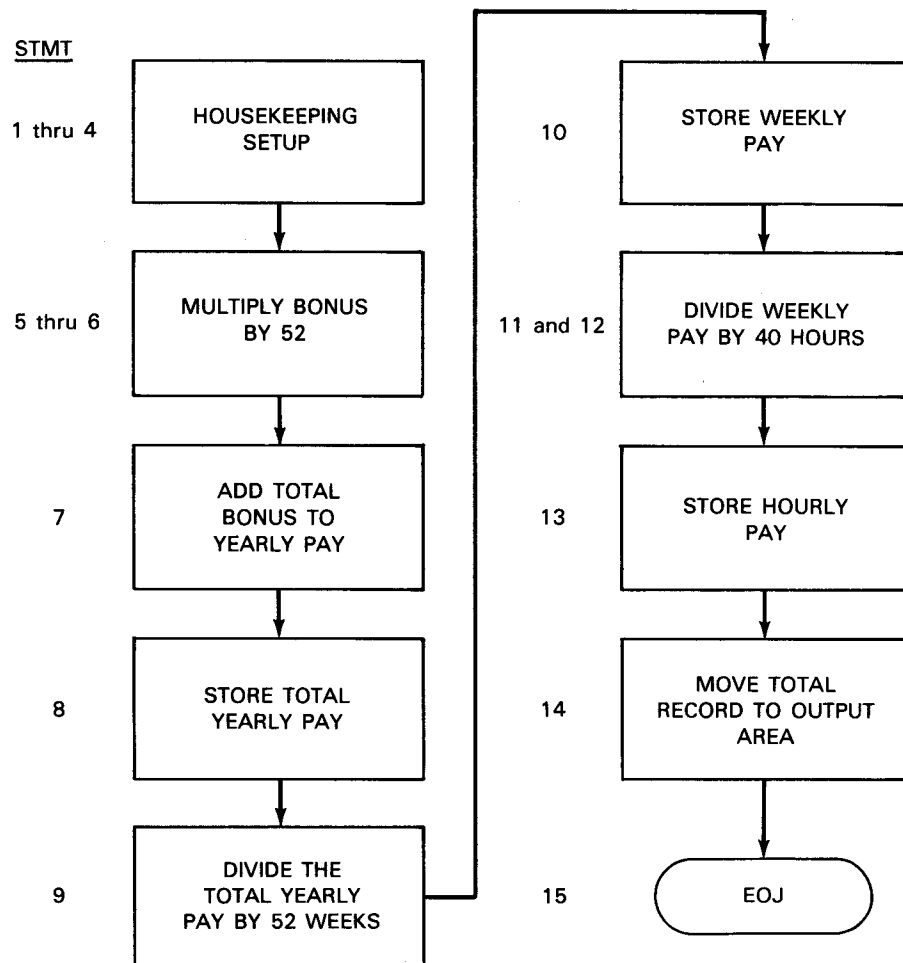 STMT
1 thru 4
HOUSEKEEPING
SETUP
5 thru 6
MULTIPLY BONUS
BY 52
7
ADD TOTAL
BONUS TO
YEARLY PAY
8
STORE TOTAL
YEARLY PAY
9
DIVIDE THE
TOTAL YEARLY
PAY BY 52 WEEKS
10
STORE WEEKLY
PAY
11 and 12
DIVIDE WEEKLY
PAY BY 40 HOURS
13
STORE HOURLY
PAY
14
MOVE TOTAL
RECORD TO OUTPUT
AREA
15
EOJ